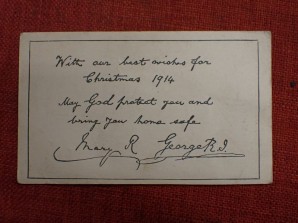 With our best wishes for
Christmas 1914
May God protect you and
bring you home safe
Mary R George R.I.